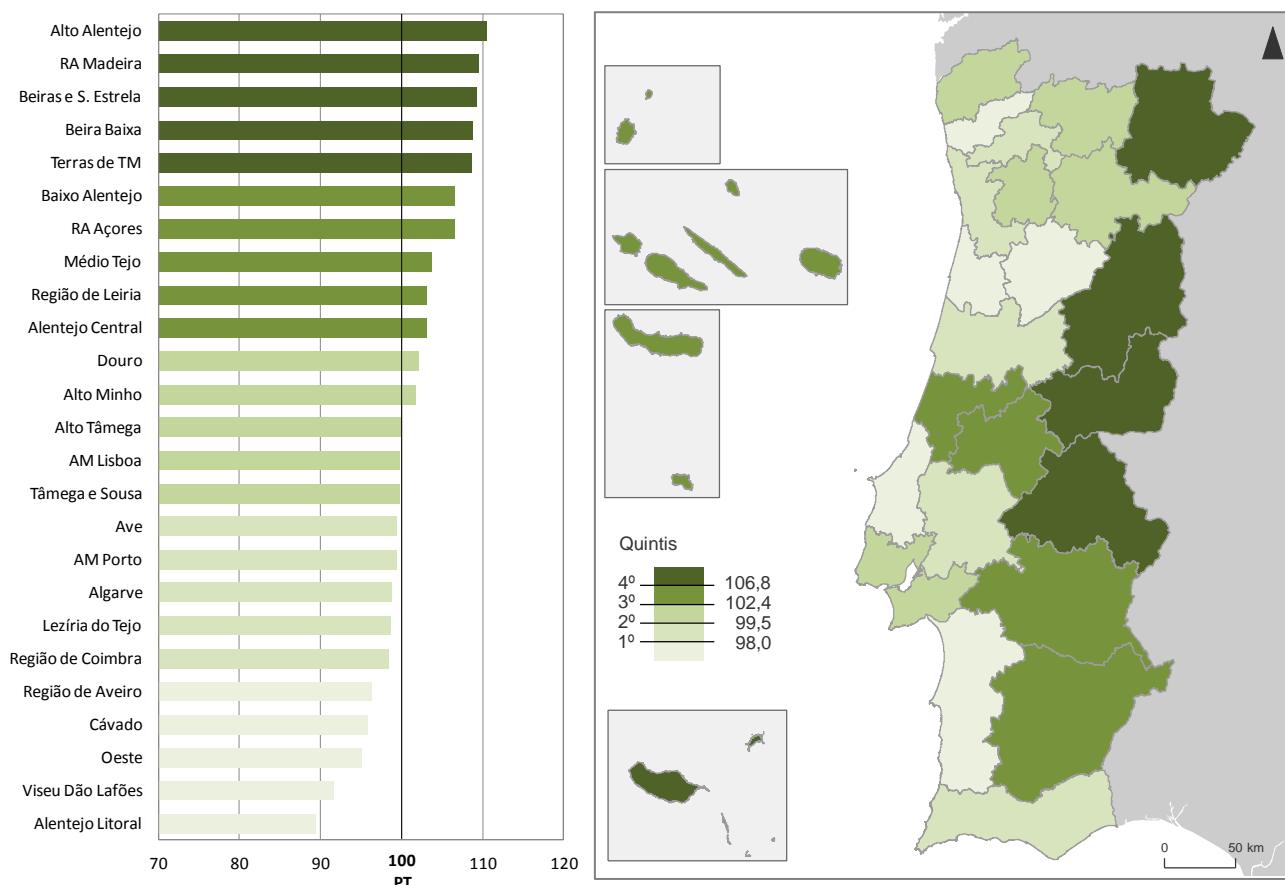 Alto Alentejo
RA Madeira
Beiras e S. Estrela
Beira Baixa
Terras de TM
Baixo Alentejo
RA Açores
Médio Tejo
Região de Leiria
Alentejo Central
Douro
Alto Minho
Alto Tâmega
AM Lisboa
Tâmega e Sousa
Ave
AM Porto
Algarve
Lezíria do Tejo
Região de Coimbra
Região de Aveiro
Cávado
Oeste
Viseu Dão Lafões
Alentejo Litoral
70 80 90 100 110 120
PT
Quintis
4º 106,8
3º 102,4
2º 99,5
1º 98,0
0 50 km